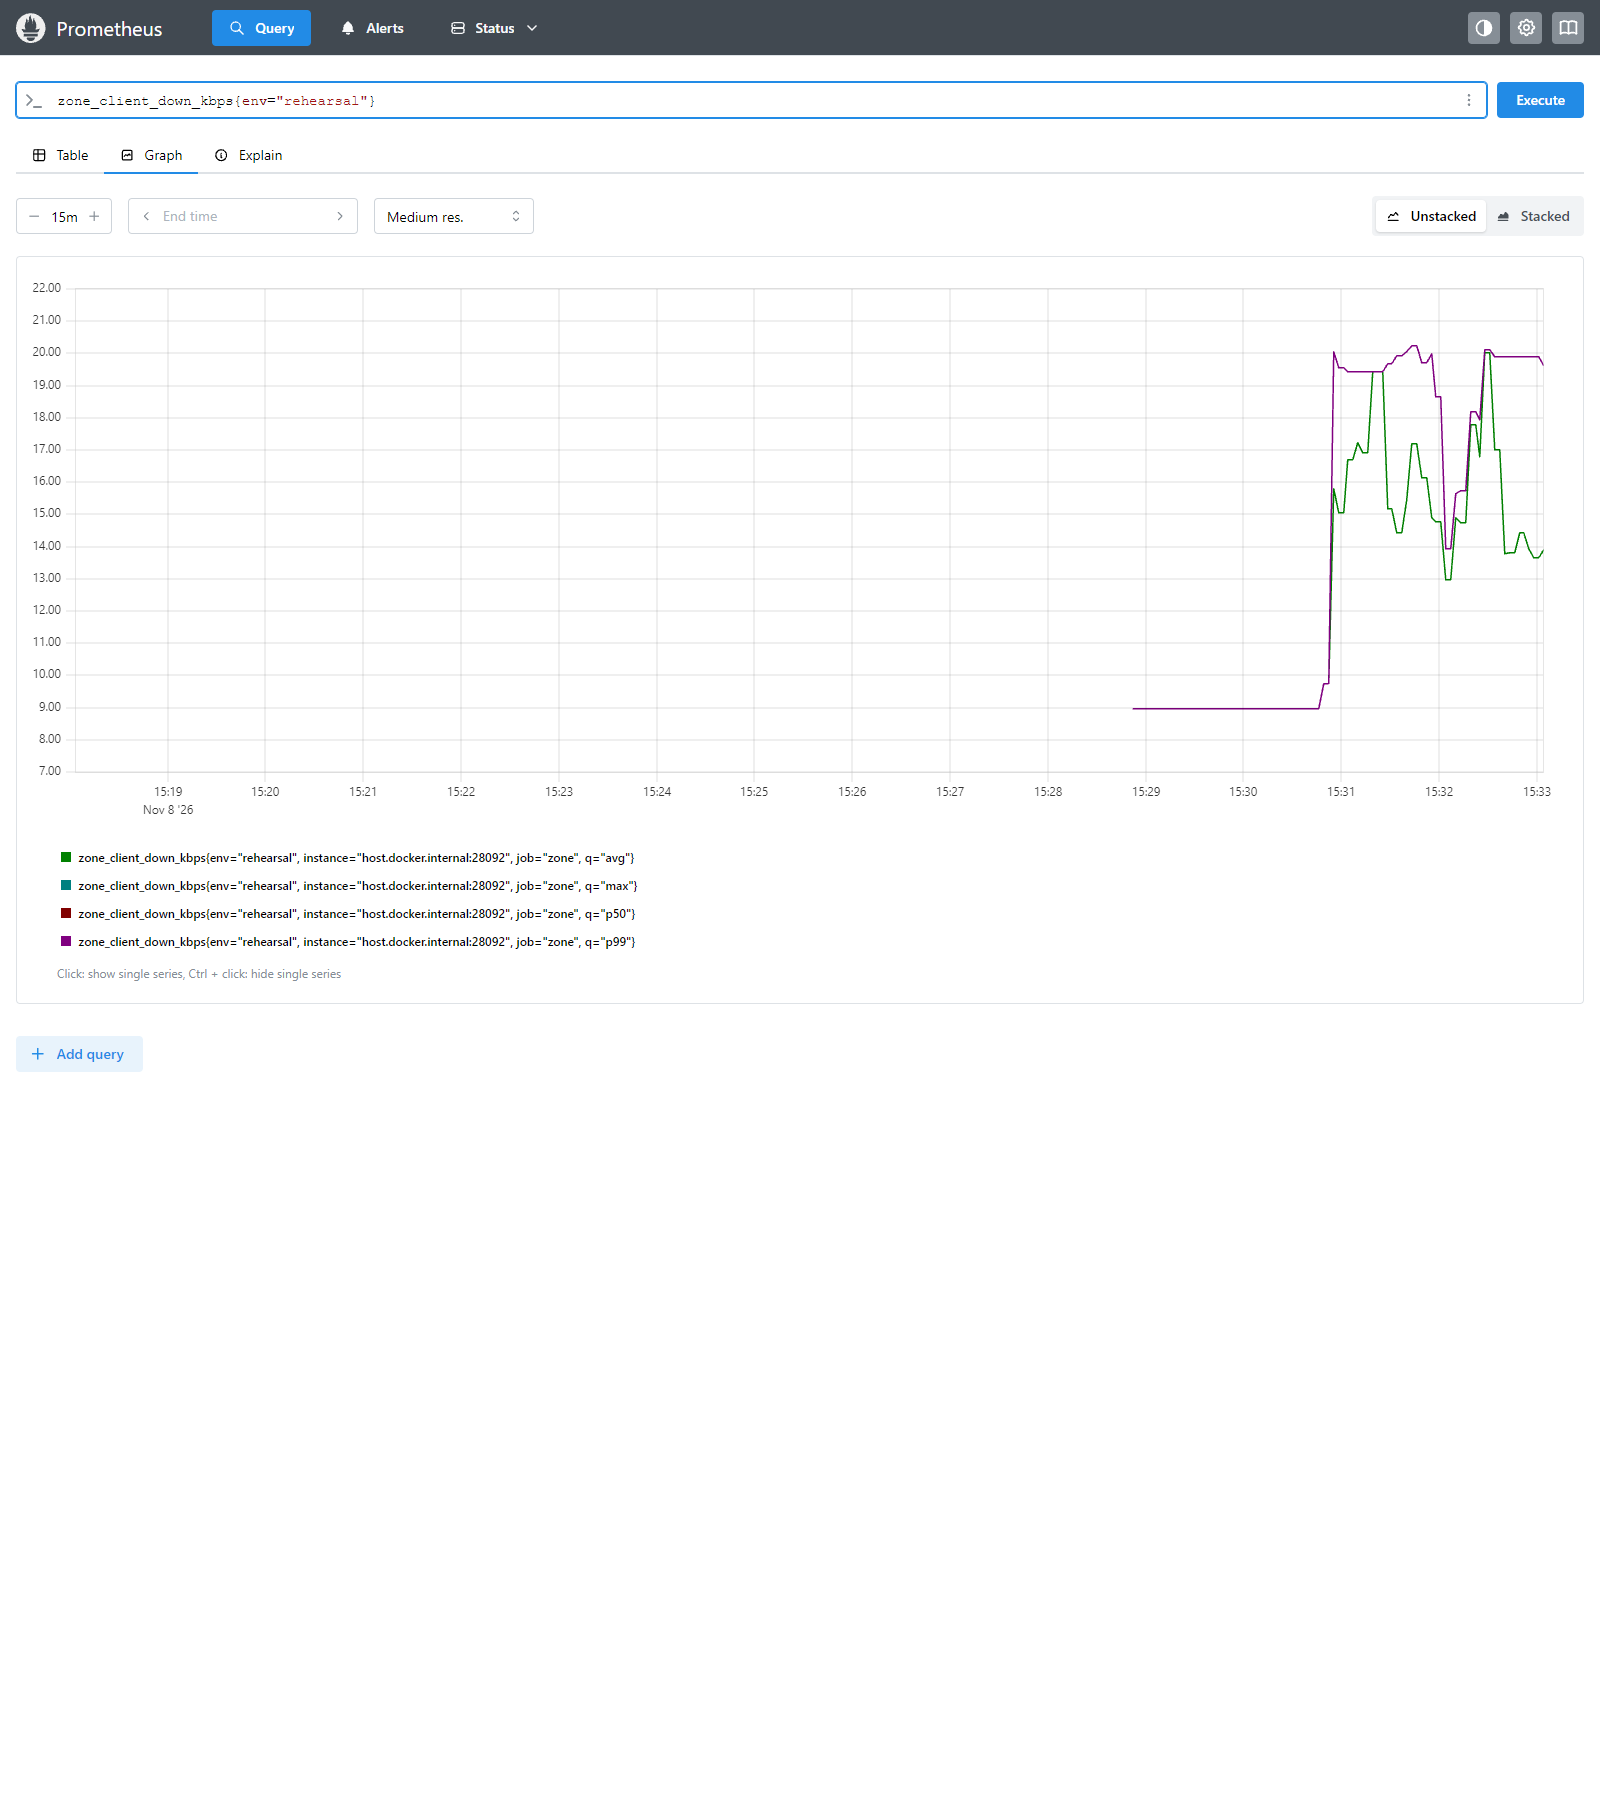 Prometheus Query Alerts Status
zone_client_down_kbps{env="rehearsal"} Execute
Table Graph Explain
15m End time Medium res. Unstacked Stacked
22.00
21.00
20.00
19.00
18.00
17.00
16.00
15.00
14.00
13.00
12.00
11.00
10.00
9.00
8.00
7.00
15:19 15:20 15:21 15:22 15:23 15:24 15:25 15:26 15:27 15:28 15:29 15:30 15:31 15:32 15:33
Nov 8 '26
zone_client_down_kbps{env="rehearsal", instance="host.docker.internal:28092", job="zone", q="avg"}
zone_client_down_kbps{env="rehearsal", instance="host.docker.internal:28092", job="zone", q="max"}
zone_client_down_kbps{env="rehearsal", instance="host.docker.internal:28092", job="zone", q="p50"}
zone_client_down_kbps{env="rehearsal", instance="host.docker.internal:28092", job="zone", q="p99"}
Click: show single series, Ctrl + click: hide single series
Add query